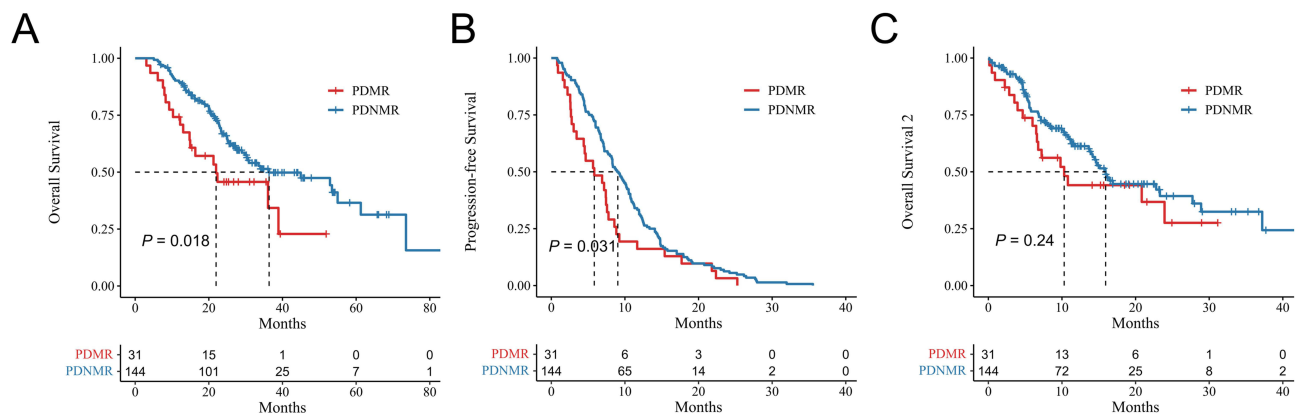 A
1.00
0.75
0.50
0.25
0.00
Overall Survival
PDMR
PDNMR
P = 0.018
0 20 40 60 80
Months
PDMR 31 15 1 0 0
PDNMR 144 101 25 7 1
0 20 40 60 80
Months
B
1.00
0.75
0.50
0.25
0.00
Progression-free Survival
PDMR
PDNMR
P = 0.031
0 10 20 30 40
Months
PDMR 31 6 3 0 0
PDNMR 144 65 14 2 0
0 10 20 30 40
Months
C
1.00
0.75
0.50
0.25
0.00
Overall Survival 2
PDMR
PDNMR
P = 0.24
0 10 20 30 40
Months
PDMR 31 13 6 1 0
PDNMR 144 72 25 8 2
0 10 20 30 40
Months